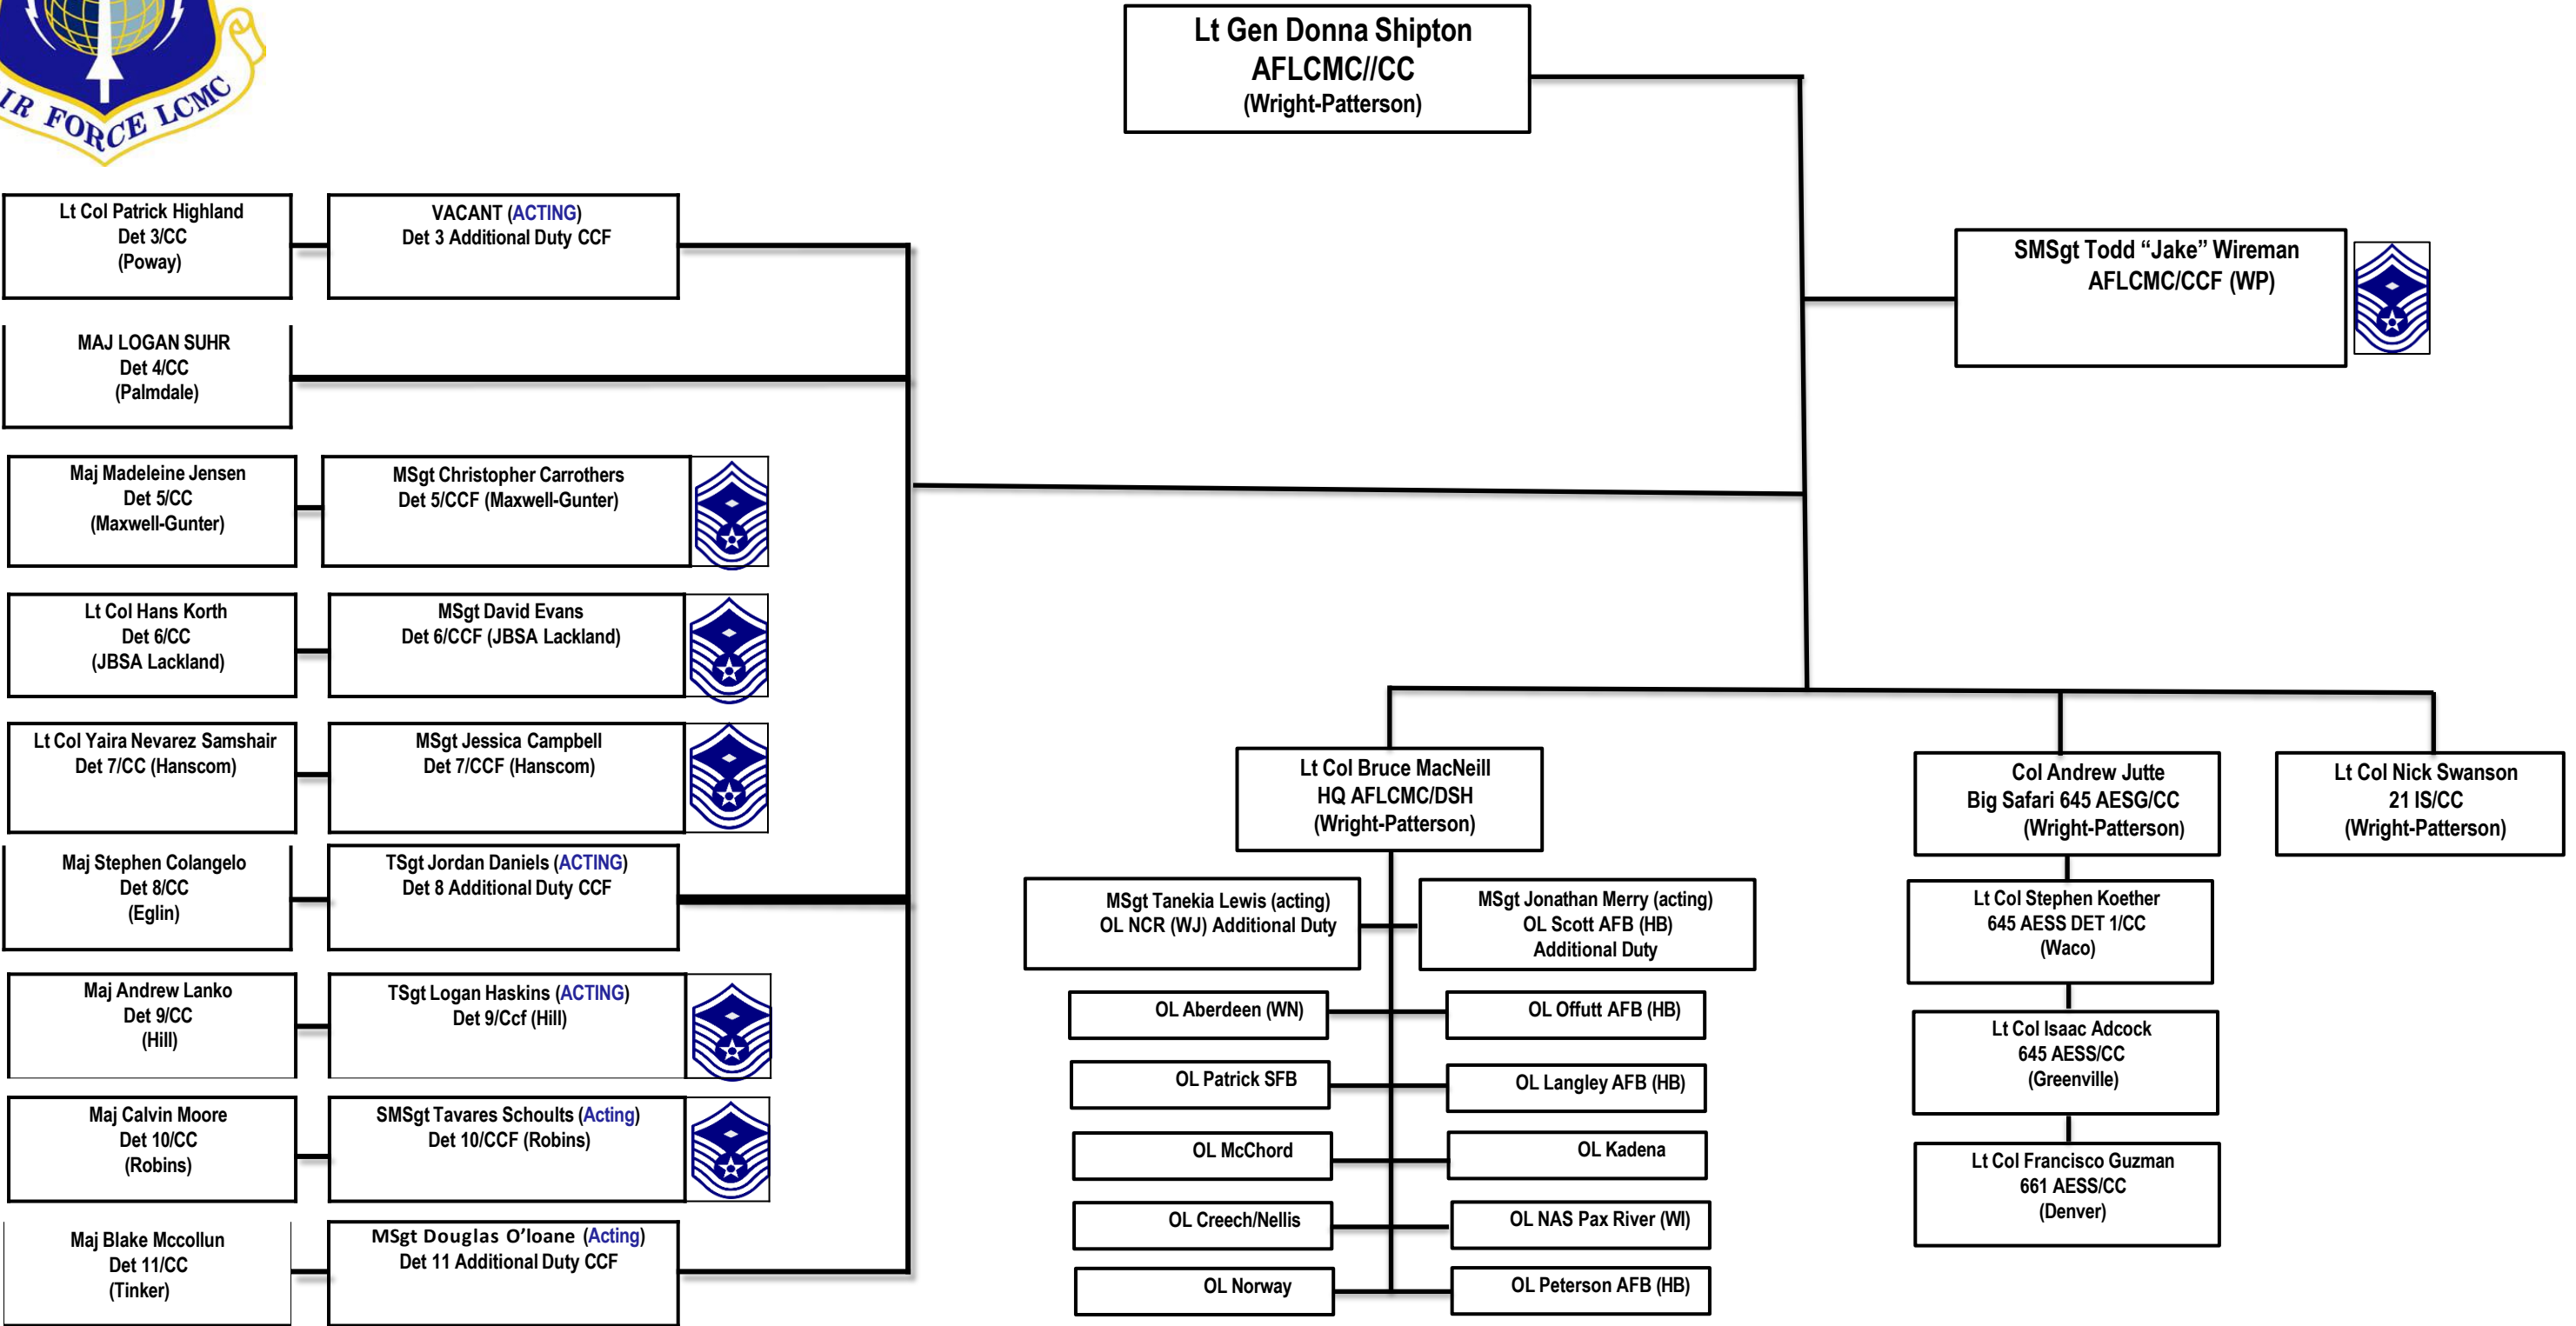 IR FORCE LCMC
Lt Gen Donna Shipton
AFLCMC//CC
(Wright-Patterson)
SMSgt Todd “Jake” Wireman
AFLCMC/CCF (WP)
Lt Col Patrick Highland
Det 3/CC
(Poway)
VACANT (ACTING)
Det 3 Additional Duty CCF
MAJ LOGAN SUHR
Det 4/CC
(Palmdale)
Maj Madeleine Jensen
Det 5/CC
(Maxwell-Gunter)
MSgt Christopher Carrothers
Det 5/CCF (Maxwell-Gunter)
Lt Col Hans Korth
Det 6/CC
(JBSA Lackland)
MSgt David Evans
Det 6/CCF (JBSA Lackland)
Lt Col Yaira Nevarez Samshair
Det 7/CC (Hanscom)
MSgt Jessica Campbell
Det 7/CCF (Hanscom)
Maj Stephen Colangelo
Det 8/CC
(Eglin)
TSgt Jordan Daniels (ACTING)
Det 8 Additional Duty CCF
Maj Andrew Lanko
Det 9/CC
(Hill)
TSgt Logan Haskins (ACTING)
Det 9/Ccf (Hill)
Maj Calvin Moore
Det 10/CC
(Robins)
SMSgt Tavares Schoults (Acting)
Det 10/CCF (Robins)
Maj Blake Mccollun
Det 11/CC
(Tinker)
MSgt Douglas O’loane (Acting)
Det 11 Additional Duty CCF
Lt Col Bruce MacNeill
HQ AFLCMC/DSH
(Wright-Patterson)
MSgt Tanekia Lewis (acting)
OL NCR (WJ) Additional Duty
MSgt Jonathan Merry (acting)
OL Scott AFB (HB)
Additional Duty
OL Aberdeen (WN)
OL Offutt AFB (HB)
OL Patrick SFB
OL Langley AFB (HB)
OL McChord
OL Kadena
OL Creech/Nellis
OL NAS Pax River (WI)
OL Norway
OL Peterson AFB (HB)
Col Andrew Jutte
Big Safari 645 AESG/CC
(Wright-Patterson)
Lt Col Stephen Koether
645 AESS DET 1/CC
(Waco)
Lt Col Isaac Adcock
645 AESS/CC
(Greenville)
Lt Col Francisco Guzman
661 AESS/CC
(Denver)
Lt Col Nick Swanson
21 IS/CC
(Wright-Patterson)